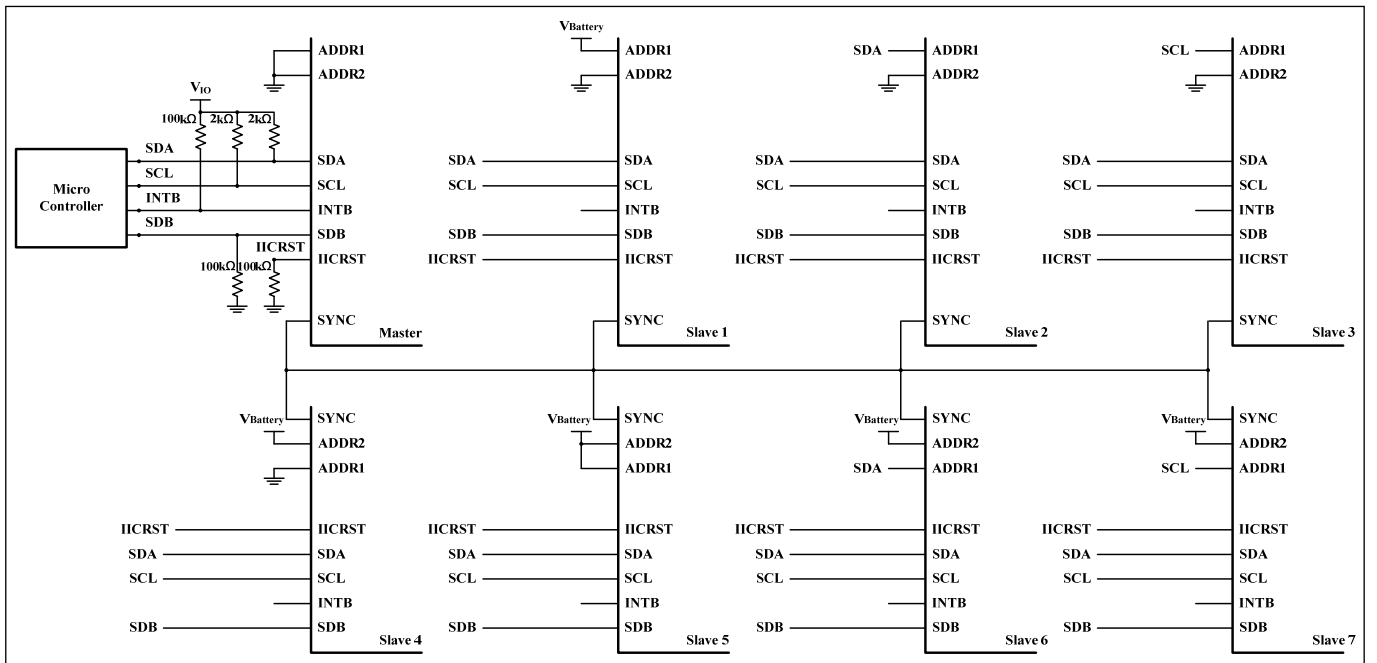 VBattery
ADDR1
ADDR2
VIO
100kΩ 2kΩ 2kΩ
Micro
Controller
SDA
SCL
INTB
SDB
IICRST
100kΩ 100kΩ
SDA
SCL
INTB
SDB
IICRST
SYNC
Master
ADDR1
ADDR2
SDA SDA
SCL SCL
INTB
SDB SDB
IICRST IICRST
SYNC
Slave 1
SDA ADDR1
ADDR2
SDA SDA
SCL SCL
INTB
SDB SDB
IICRST IICRST
SYNC
Slave 2
SCL ADDR1
ADDR2
SDA SDA
SCL SCL
INTB
SDB SDB
IICRST IICRST
SYNC
Slave 3
VBattery
SYNC
ADDR2
ADDR1
IICRST IICRST
SDA SDA
SCL SCL
INTB
SDB SDB
Slave 4
VBattery
SYNC
ADDR2
ADDR1
IICRST IICRST
SDA SDA
SCL SCL
INTB
SDB SDB
Slave 5
VBattery
SYNC
ADDR2
SDA ADDR1
IICRST IICRST
SDA SDA
SCL SCL
INTB
SDB SDB
Slave 6
VBattery
SYNC
ADDR2
SCL ADDR1
IICRST IICRST
SDA SDA
SCL SCL
INTB
SDB SDB
Slave 7